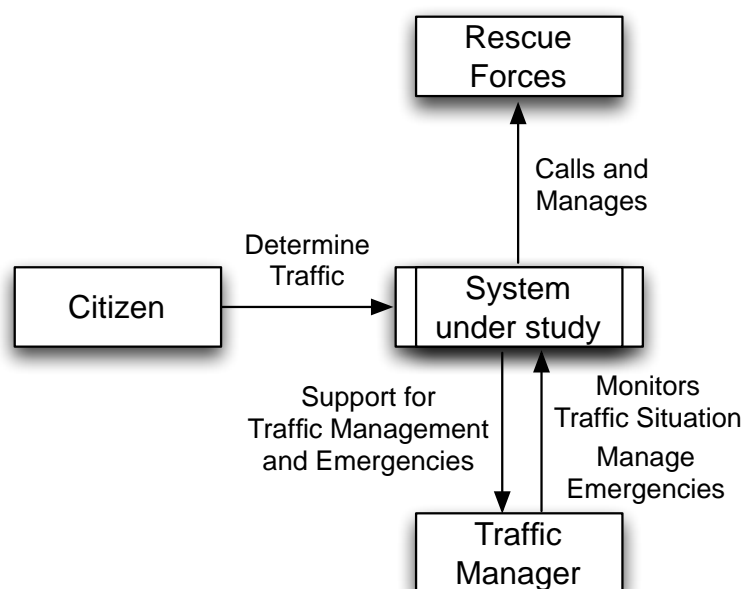 Rescue
Forces
Calls and
Manages
Determine
Traffic
Citizen
System
under study
Support for
Traffic Management
and Emergencies
Monitors
Traffic Situation
Manage
Emergencies
Traffic
Manager